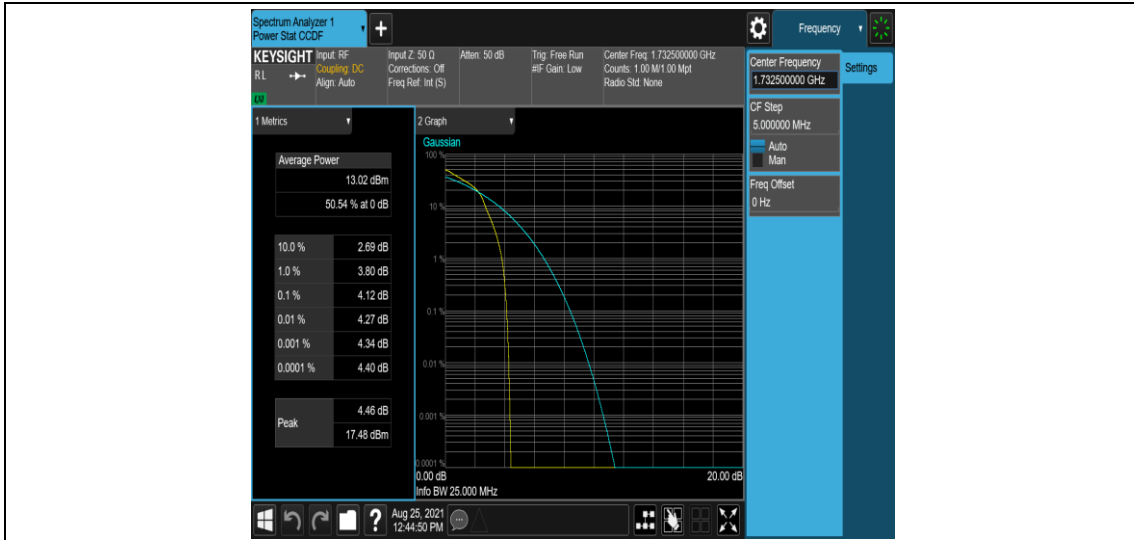 Spectrum Analyzer 1
Power Stat CCDF
+
Frequency
KEYSIGHT
RL
Input: RF
Coupling: DC
Align: Auto
Input Z: 50 Ω
Corrections: Off
Freq Ref: Int (S)
Atten: 50 dB
Trig: Free Run
#IF Gain: Low
Center Freq: 1.732500000 GHz
Counts: 1.00 M/1.00 Mpt
Radio Std: None
Center Frequency
1.732500000 GHz
Settings
CF Step
5.000000 MHz
Auto
Man
Freq Offset
0 Hz
1 Metrics
Average Power
13.02 dBm
50.54 % at 0 dB
10.0 % 2.69 dB
1.0 % 3.80 dB
0.1 % 4.12 dB
0.01 % 4.27 dB
0.001 % 4.34 dB
0.0001 % 4.40 dB
Peak
4.46 dB
17.48 dBm
2 Graph
Gaussian
100 %
10 %
1 %
0.1 %
0.01 %
0.001 %
0.0001 %
0.00 dB
20.00 dB
Info BW 25.000 MHz
?
Aug 25, 2021
12:44:50 PM